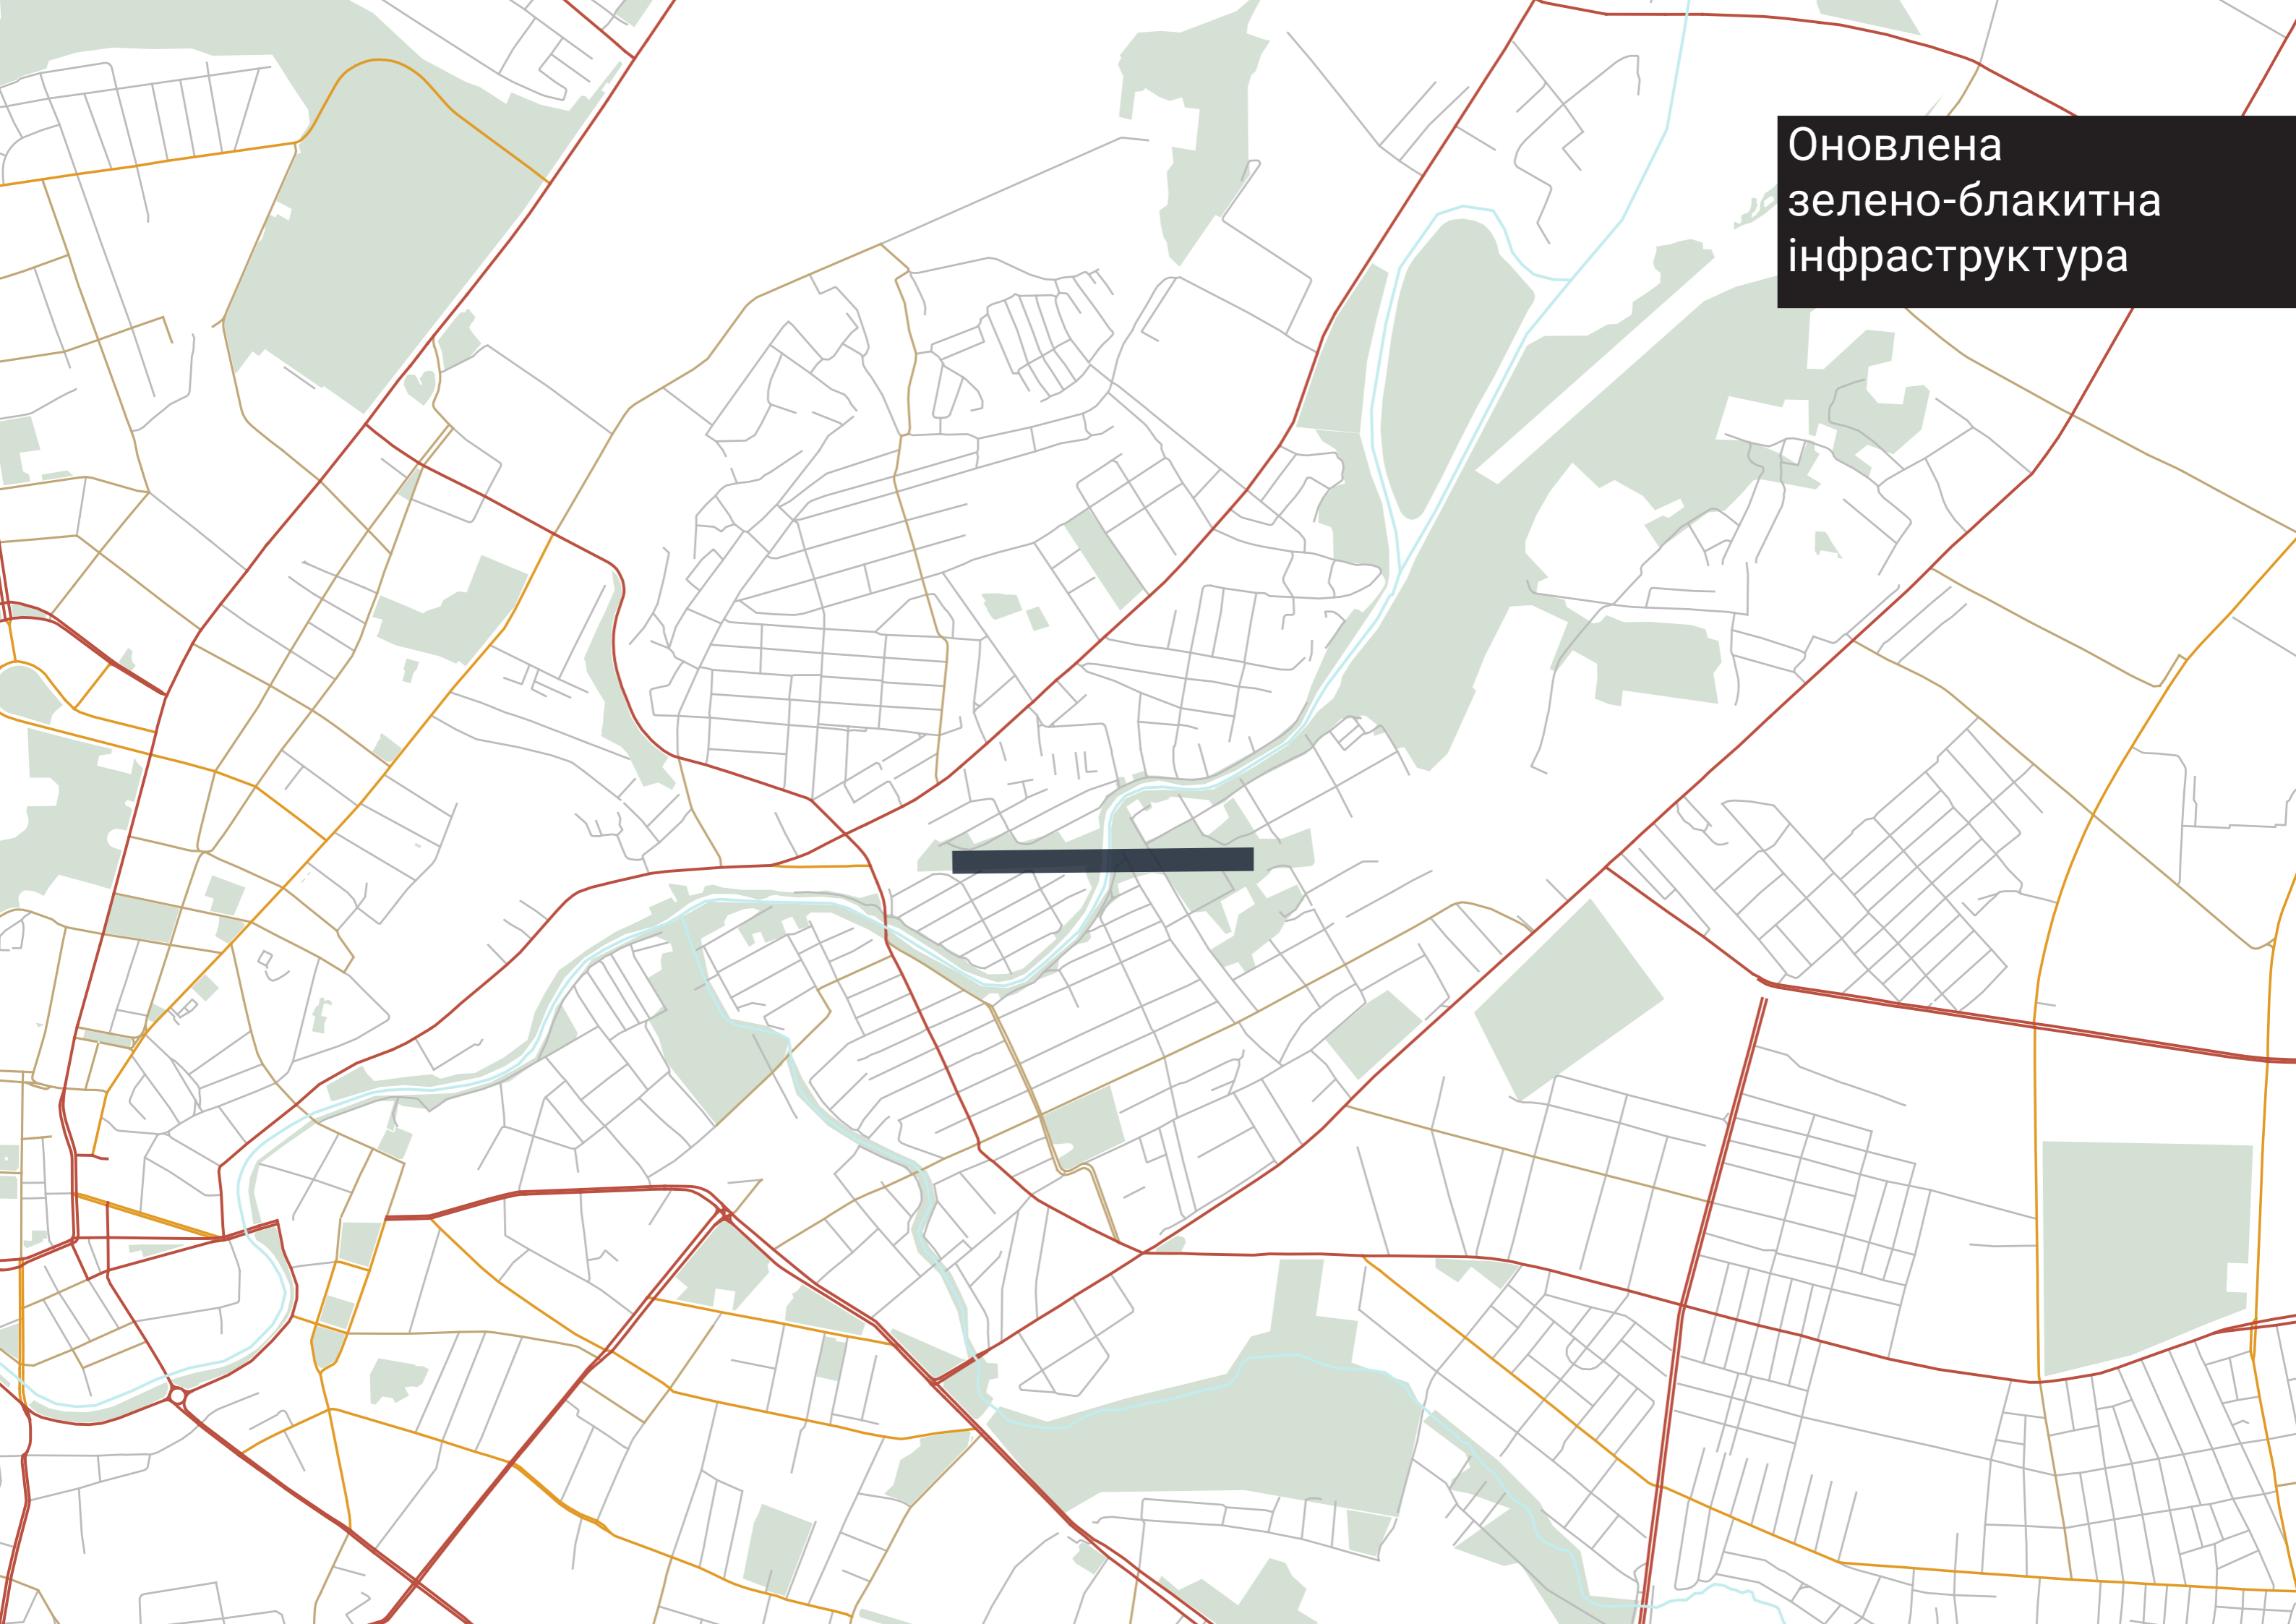 Оновлена
зелено-блакитна
інфраструктура